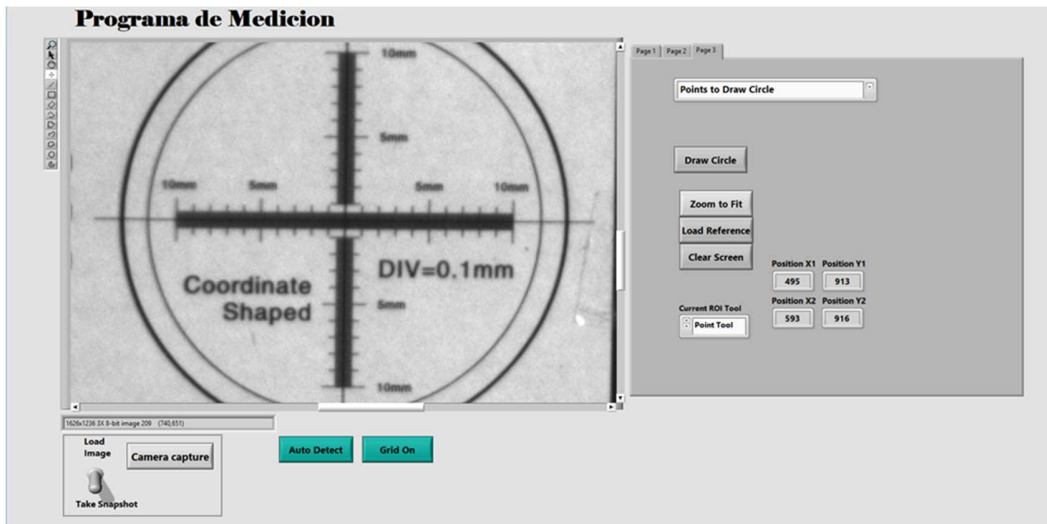 Programa de Medicion
10mm
5mm
10mm 5mm 5mm 10mm
DIV=0.1mm
Coordinate
Shaped
5mm
10mm
1626x1236 3X 8-bit image 209 (740,651)
Load
Image
Camera capture
Take Snapshot
Auto Detect
Grid On
Page 1 Page 2 Page 3
Points to Draw Circle
Draw Circle
Zoom to Fit
Load Reference
Clear Screen
Position X1 Position Y1
495 913
Position X2 Position Y2
593 916
Current ROI Tool
Point Tool